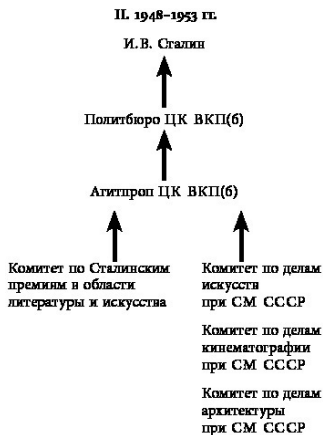 II. 1948–1953 гг.
И. В. Сталин
Политбюро ЦК ВКП(б)
Агитпроп ЦК ВКП(б)
Комитет по Сталинским
премиям в области
литературы и искусства
Комитет по делам
искусств
при СМ СССР
Комитет по делам
кинематографии
при СМ СССР
Комитет по делам
архитектуры
при СМ СССР